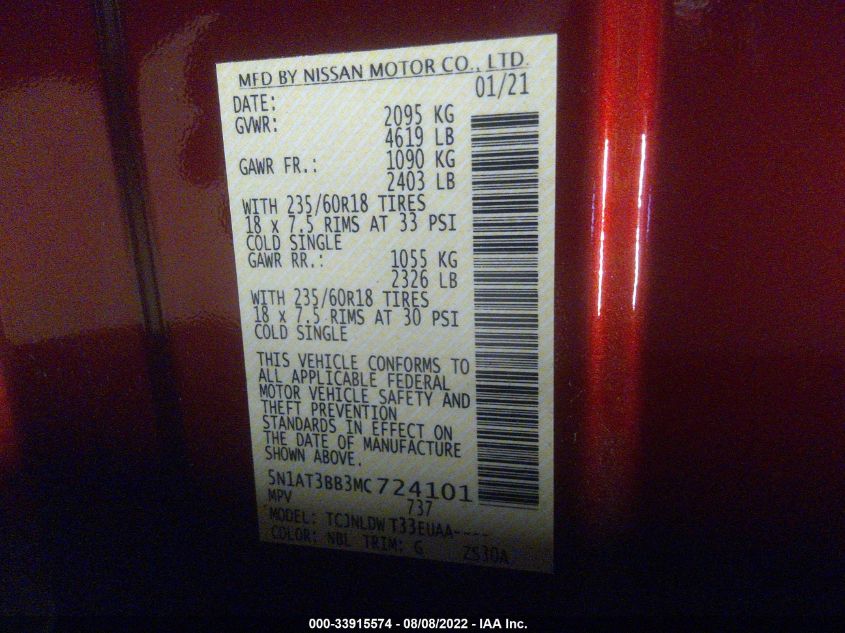 MFD BY NISSAN MOTOR CO., LTD.
DATE: 01/21
GVWR: 2095 KG
4619 LB
GAWR FR.: 1090 KG
2403 LB
WITH 235/60R18 TIRES
18 x 7.5 RIMS AT 33 PSI
COLD SINGLE
GAWR RR.: 1055 KG
2326 LB
WITH 235/60R18 TIRES
18 x 7.5 RIMS AT 30 PSI
COLD SINGLE
THIS VEHICLE CONFORMS TO
ALL APPLICABLE FEDERAL
MOTOR VEHICLE SAFETY AND
THEFT PREVENTION
STANDARDS IN EFFECT ON
THE DATE OF MANUFACTURE
SHOWN ABOVE.
5N1AT3BB3MC724101
MPV 737
MODEL: TCJNLDW T33EUAA----
COLOR: NBL TRIM: G ZS30A
000-33915574 - 08/08/2022 - IAA Inc.